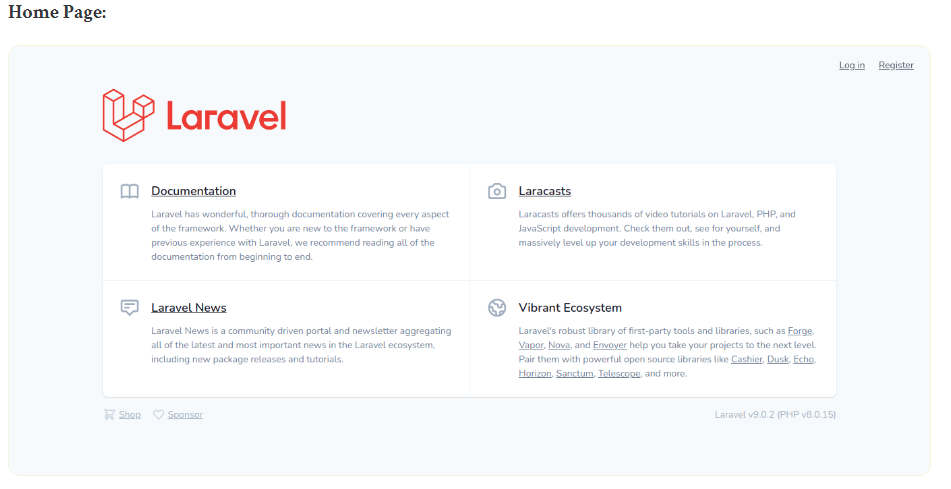 Home Page:
Log in Register
Laravel
Documentation
Laravel has wonderful, thorough documentation covering every aspect
of the framework. Whether you are new to the framework or have
previous experience with Laravel, we recommend reading all of the
documentation from beginning to end.
Laracasts
Laracasts offers thousands of video tutorials on Laravel, PHP, and
JavaScript development. Check them out, see for yourself, and
massively level up your development skills in the process.
Laravel News
Laravel News is a community driven portal and newsletter aggregating
all of the latest and most important news in the Laravel ecosystem,
including new package releases and tutorials.
Vibrant Ecosystem
Laravel's robust library of first-party tools and libraries, such as Forge,
Vapor, Nova, and Envoyer help you take your projects to the next level.
Pair them with powerful open source libraries like Cashier, Dusk, Echo,
Horizon, Sanctum, Telescope, and more.
Shop Sponsor
Laravel v9.0.2 (PHP v8.0.15)